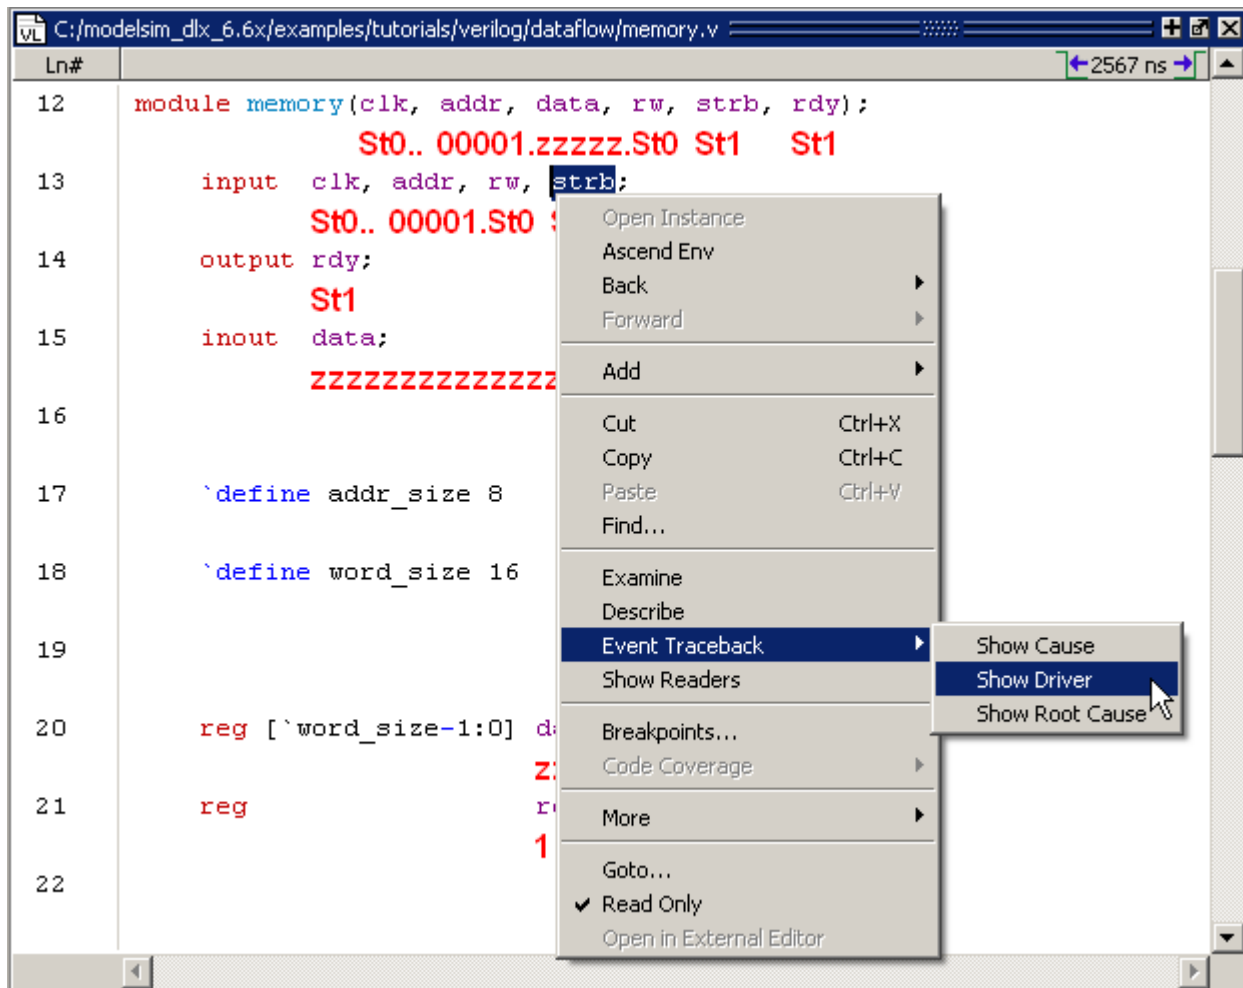 C:/modelsim_dlx_6.6x/examples/tutorials/verilog/dataflow/memory.v
Ln#
2567 ns
12 module memory(clk, addr, data, rw, strb, rdy);
St0.. 00001.zzzzz.St0 St1 St1
13 input clk, addr, rw, strb;
St0.. 00001.St0
14 output rdy;
St1
15 inout data;
zzzzzzzzzzzzzz
16
17 `define addr_size 8
18 `define word_size 16
19
20 reg [`word_size-1:0] d
z
21 reg r
1
22
Open Instance
Ascend Env
Back
Forward
Add
Cut Ctrl+X
Copy Ctrl+C
Paste Ctrl+V
Find...
Examine
Describe
Event Traceback
Show Readers
Breakpoints...
Code Coverage
More
Goto...
Read Only
Open in External Editor
Show Cause
Show Driver
Show Root Cause